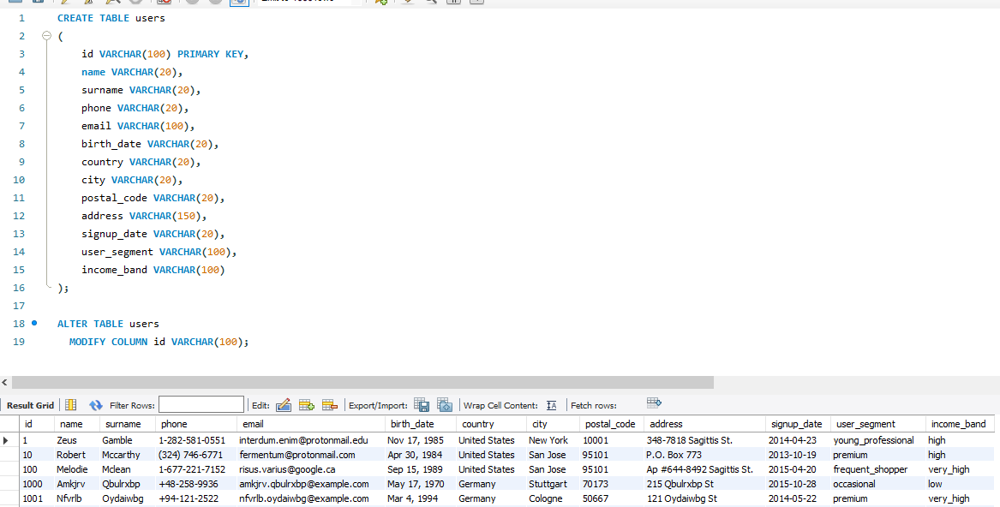 1 CREATE TABLE users
2 (
3 id VARCHAR(100) PRIMARY KEY,
4 name VARCHAR(20),
5 surname VARCHAR(20),
6 phone VARCHAR(20),
7 email VARCHAR(100),
8 birth_date VARCHAR(20),
9 country VARCHAR(20),
10 city VARCHAR(20),
11 postal_code VARCHAR(20),
12 address VARCHAR(150),
13 signup_date VARCHAR(20),
14 user_segment VARCHAR(100),
15 income_band VARCHAR(100)
16 );
17
18 ALTER TABLE users
19 MODIFY COLUMN id VARCHAR(100);
Result Grid Filter Rows: Edit: Export/Import: Wrap Cell Content: Fetch rows:
id name surname phone email birth_date country city postal_code address signup_date user_segment income_band
1 Zeus Gamble 1-282-581-0551 interdum.enim@protonmail.edu Nov 17, 1985 United States New York 10001 348-7818 Sagittis St. 2014-04-23 young_professional high
10 Robert Mccarthy (324) 746-6771 fermentum@protonmail.com Apr 30, 1984 United States San Jose 95101 P.O. Box 773 2013-10-19 premium high
100 Melodie Mclean 1-677-221-7152 risus.varius@google.ca Sep 15, 1989 United States San Jose 95101 Ap #644-8492 Sagittis St. 2015-04-20 frequent_shopper very_high
1000 Amkjrv Qbulrxbp +48-258-9936 amkjrv.qbulrxbp@example.com May 17, 1970 Germany Stuttgart 70173 215 Qbulrxbp St 2015-10-28 occasional low
1001 Nfvrlb Oydaiwbg +94-121-2522 nfvrlb.oydaiwbg@example.com Mar 4, 1994 Germany Cologne 50667 121 Oydaiwbg St 2014-05-22 premium very_high